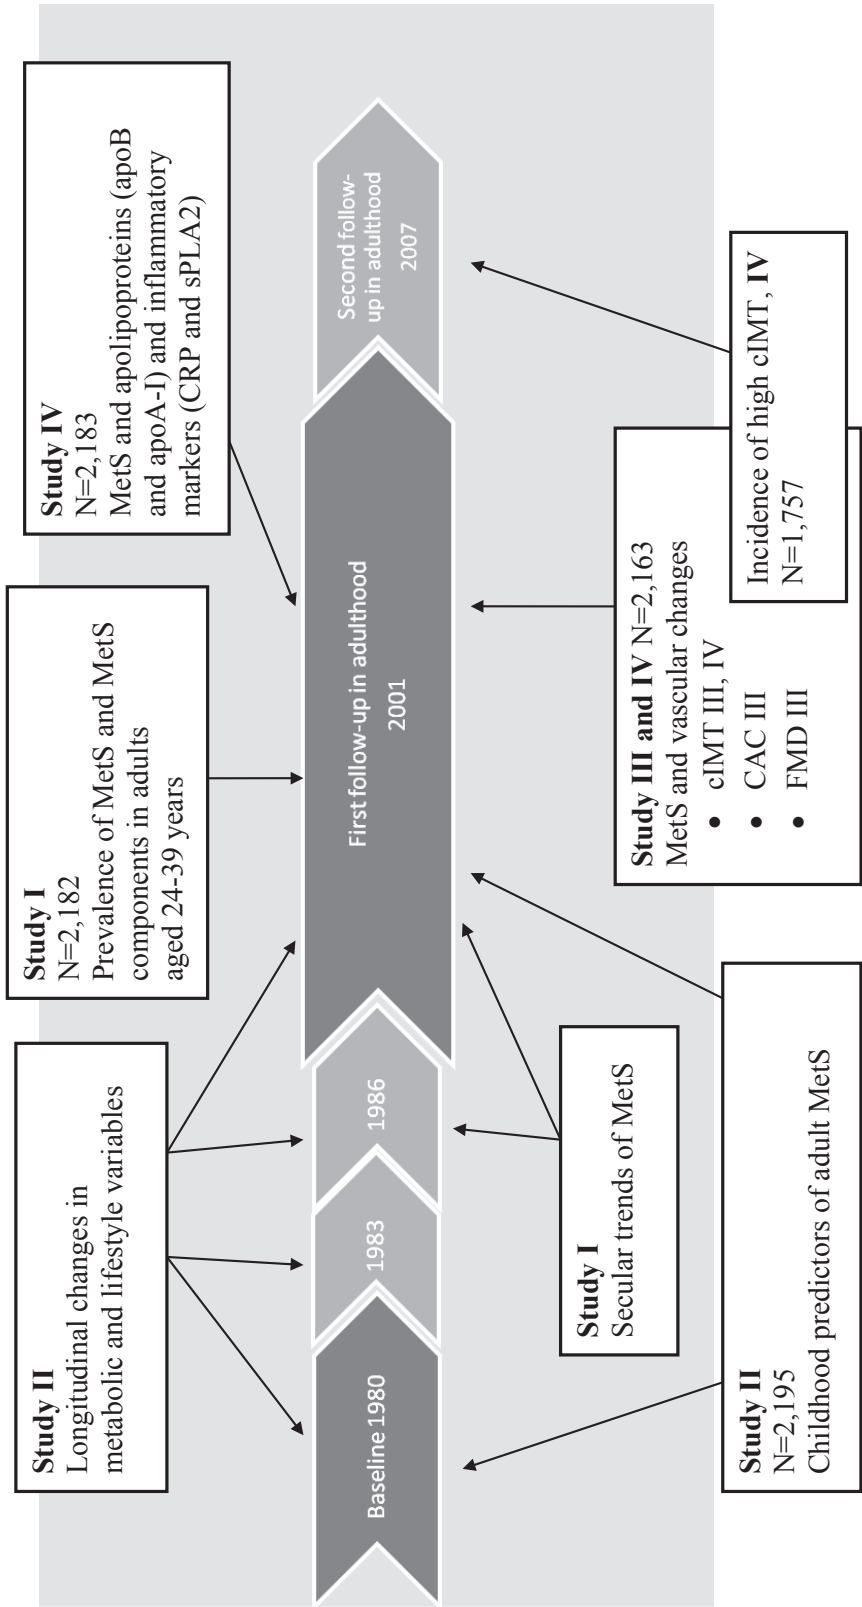 Study II
Longitudinal changes in
metabolic and lifestyle variables
Study I
N=2,182
Prevalence of MetS and MetS
components in adults
aged 24-39 years
Study IV
N=2,183
MetS and apolipoproteins (apoB
and apoA-I) and inflammatory
markers (CRP and sPLA2)
Baseline 1980
1983
1986
First follow-up in adulthood
2001
Second follow-
up in adulthood
2007
Study I
Secular trends of MetS
Study II
N=2,195
Childhood predictors of adult MetS
Study III and IV N=2,163
MetS and vascular changes
• cIMT III, IV
• CAC III
• FMD III
Incidence of high cIMT, IV
N=1,757